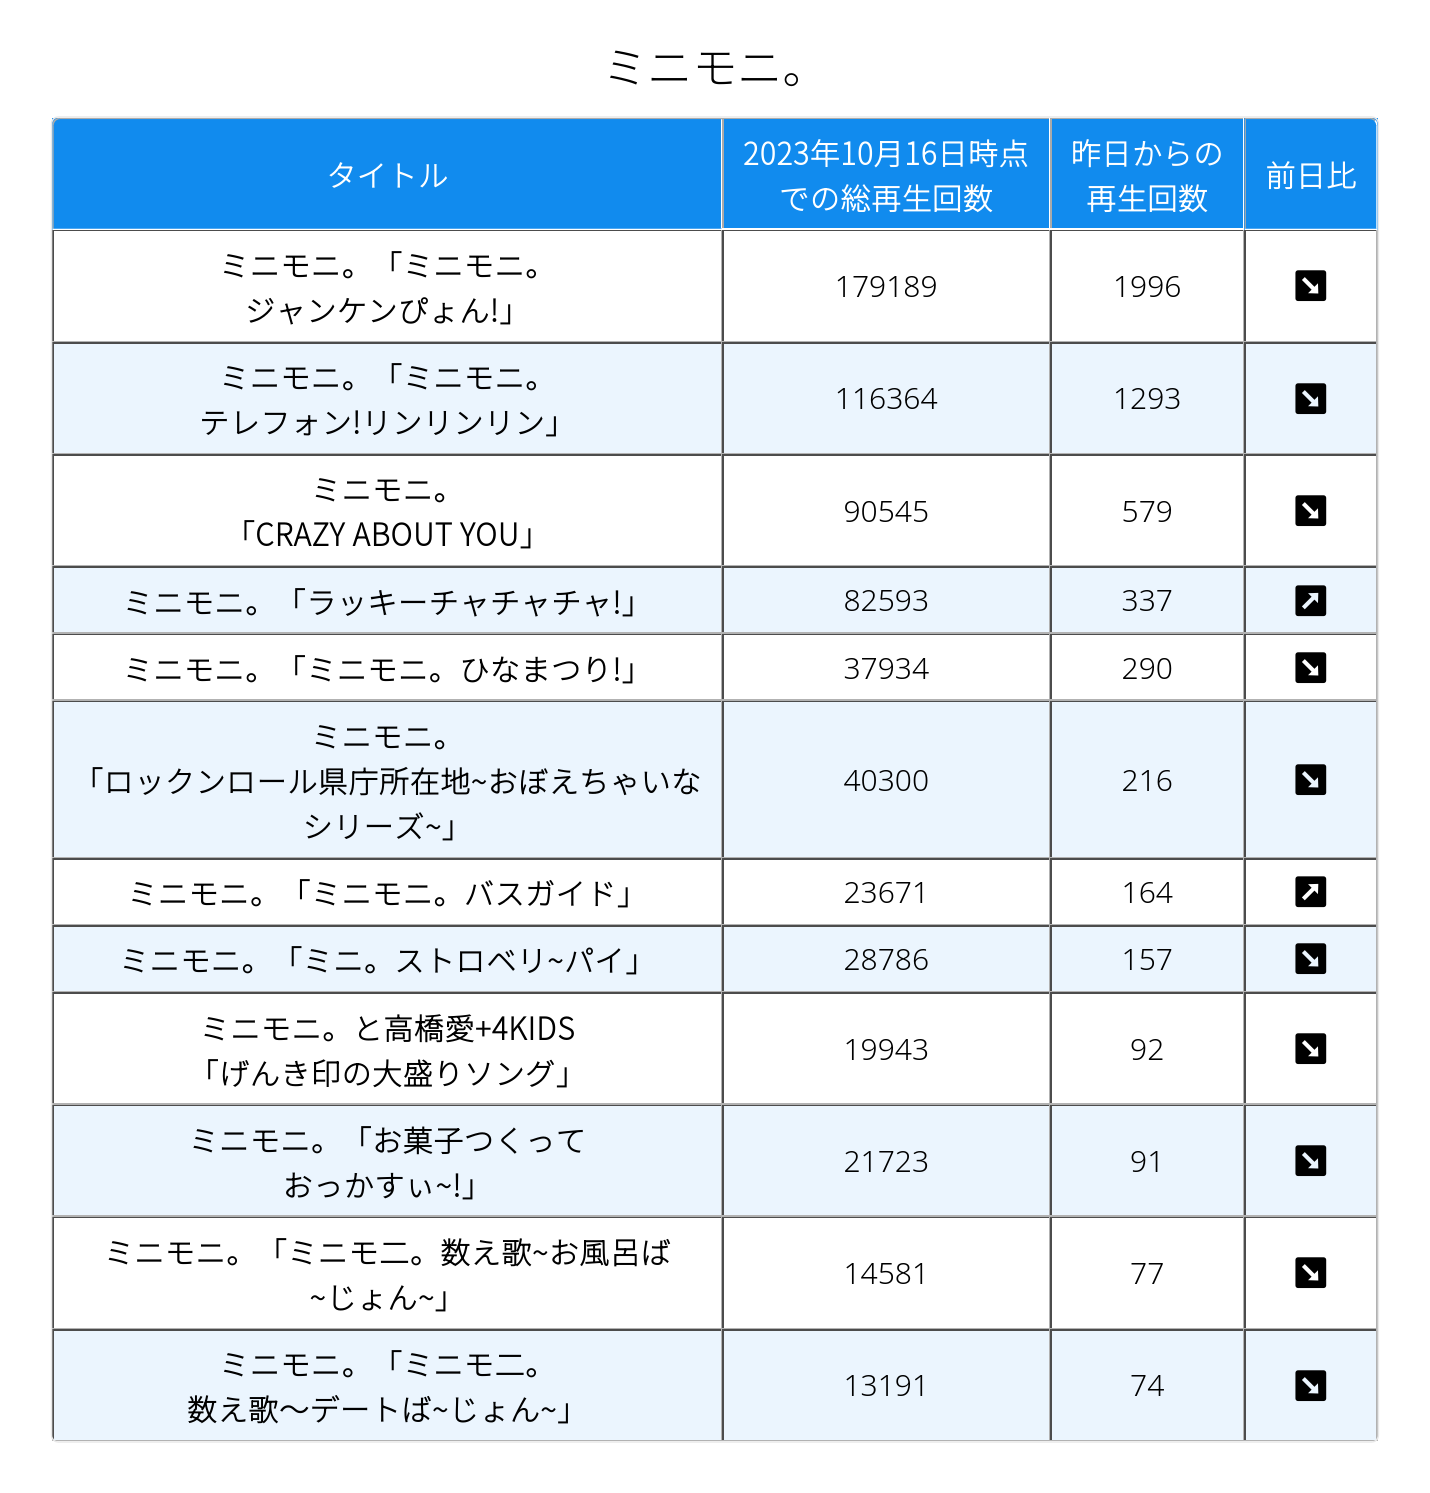 ミニモニ。
タイトル
2023年10月16日時点
での総再生回数
昨日からの
再生回数
前日比
ミニモニ。「ミニモニ。
ジャンケンぴょん!」
179189
1996
ミニモニ。「ミニモニ。
テレフォン!リンリンリン」
116364
1293
ミニモニ。
「CRAZY ABOUT YOU」
90545
579
ミニモニ。「ラッキーチャチャチャ!」
82593
337
ミニモニ。「ミニモニ。ひなまつり!」
37934
290
ミニモニ。
「ロックンロール県庁所在地~おぼえちゃいな
シリーズ~」
40300
216
ミニモニ。「ミニモニ。バスガイド」
23671
164
ミニモニ。「ミニ。ストロベリ~パイ」
28786
157
ミニモニ。と高橋愛+4KIDS
「げんき印の大盛りソング」
19943
92
ミニモニ。「お菓子つくって
おっかすぃ~!」
21723
91
ミニモニ。「ミニモ二。数え歌~お風呂ば
~じょん~」
14581
77
ミニモニ。「ミニモ二。
数え歌〜デートば~じょん~」
13191
74